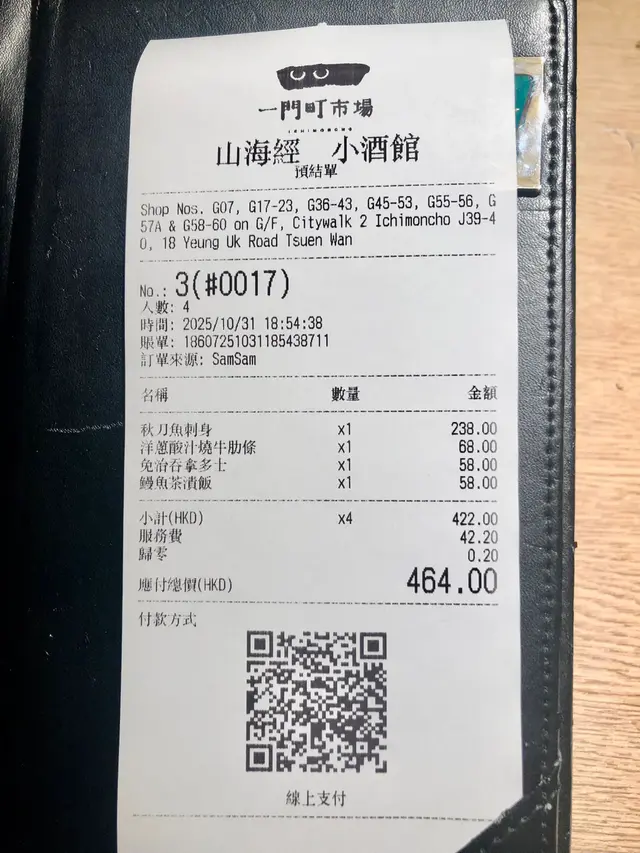 一門町市場
ICHIMONCHO
山海經 小酒館
預結單
Shop Nos. G07, G17-23, G36-43, G45-53, G55-56, G
57A & G58-60 on G/F, Citywalk 2 Ichimoncho J39-4
0, 18 Yeung Uk Road Tsuen Wan
No.: 3(#0017)
人數: 4
時間: 2025/10/31 18:54:38
賬單: 18607251031185438711
訂單來源: SamSam
名稱 數量 金額
秋刀魚刺身 x1 238.00
洋蔥酸汁燒牛肋條 x1 68.00
免治吞拿多士 x1 58.00
鰻魚茶漬飯 x1 58.00
小計(HKD) x4 422.00
服務費 42.20
歸零 0.20
應付總價(HKD) 464.00
付款方式
線上支付